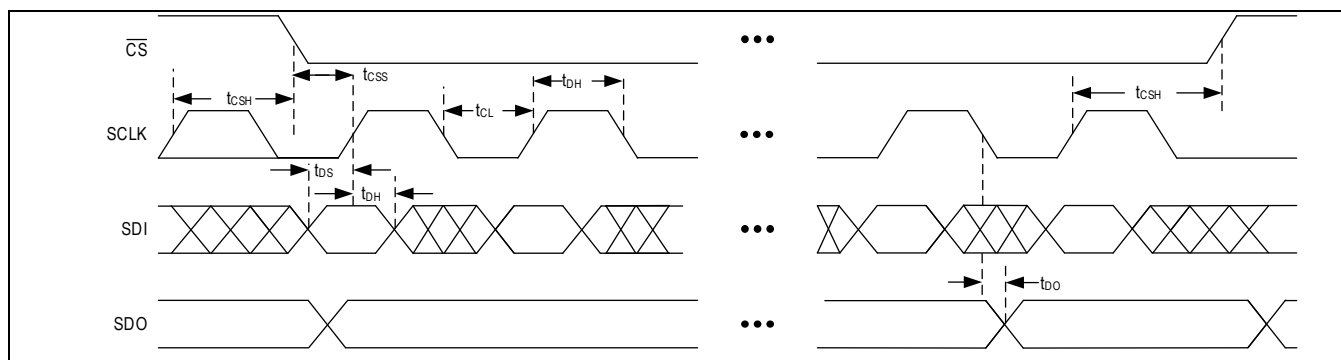 CS
tCSS
tDH
tCSH
tCSH
tCL
SCLK
tDS
tDH
SDI
tDO
SDO